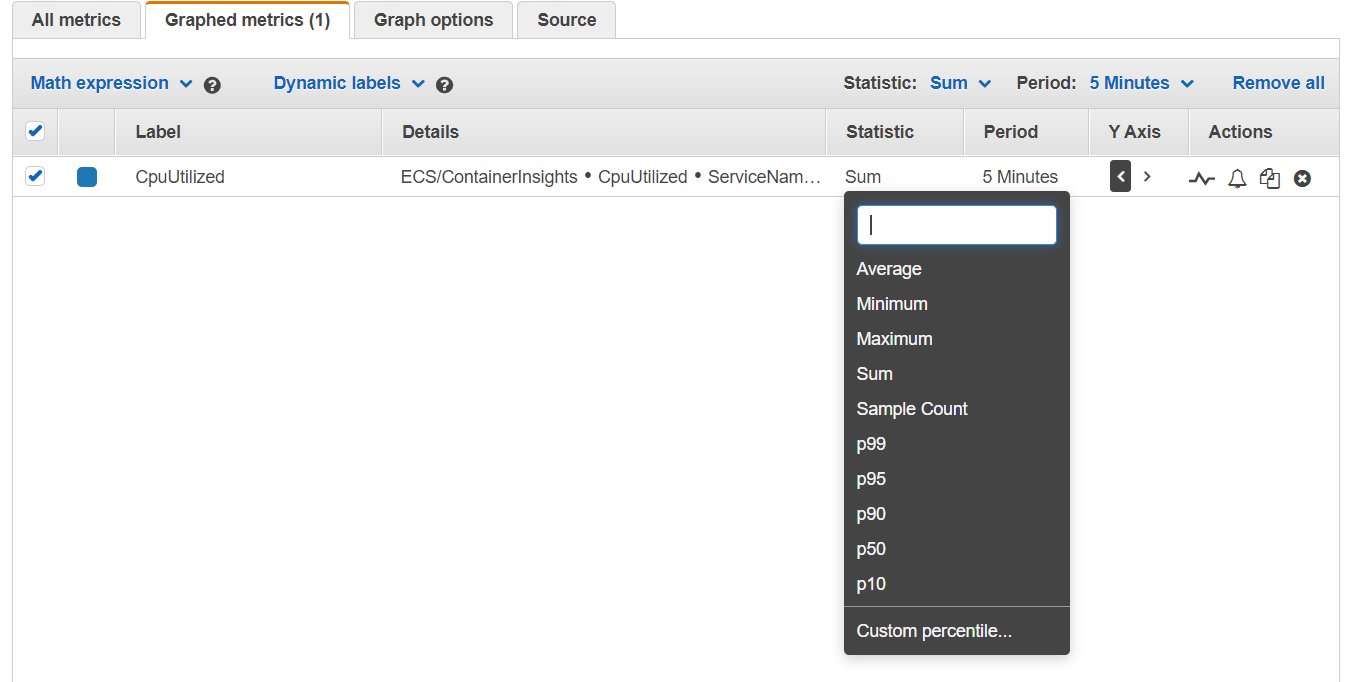 All metrics Graphed metrics (1) Graph options Source
Math expression Dynamic labels Statistic: Sum Period: 5 Minutes Remove all
Label Details Statistic Period Y Axis Actions
CpuUtilized ECS/ContainerInsights • CpuUtilized • ServiceNam... Sum 5 Minutes
Average
Minimum
Maximum
Sum
Sample Count
p99
p95
p90
p50
p10
Custom percentile...